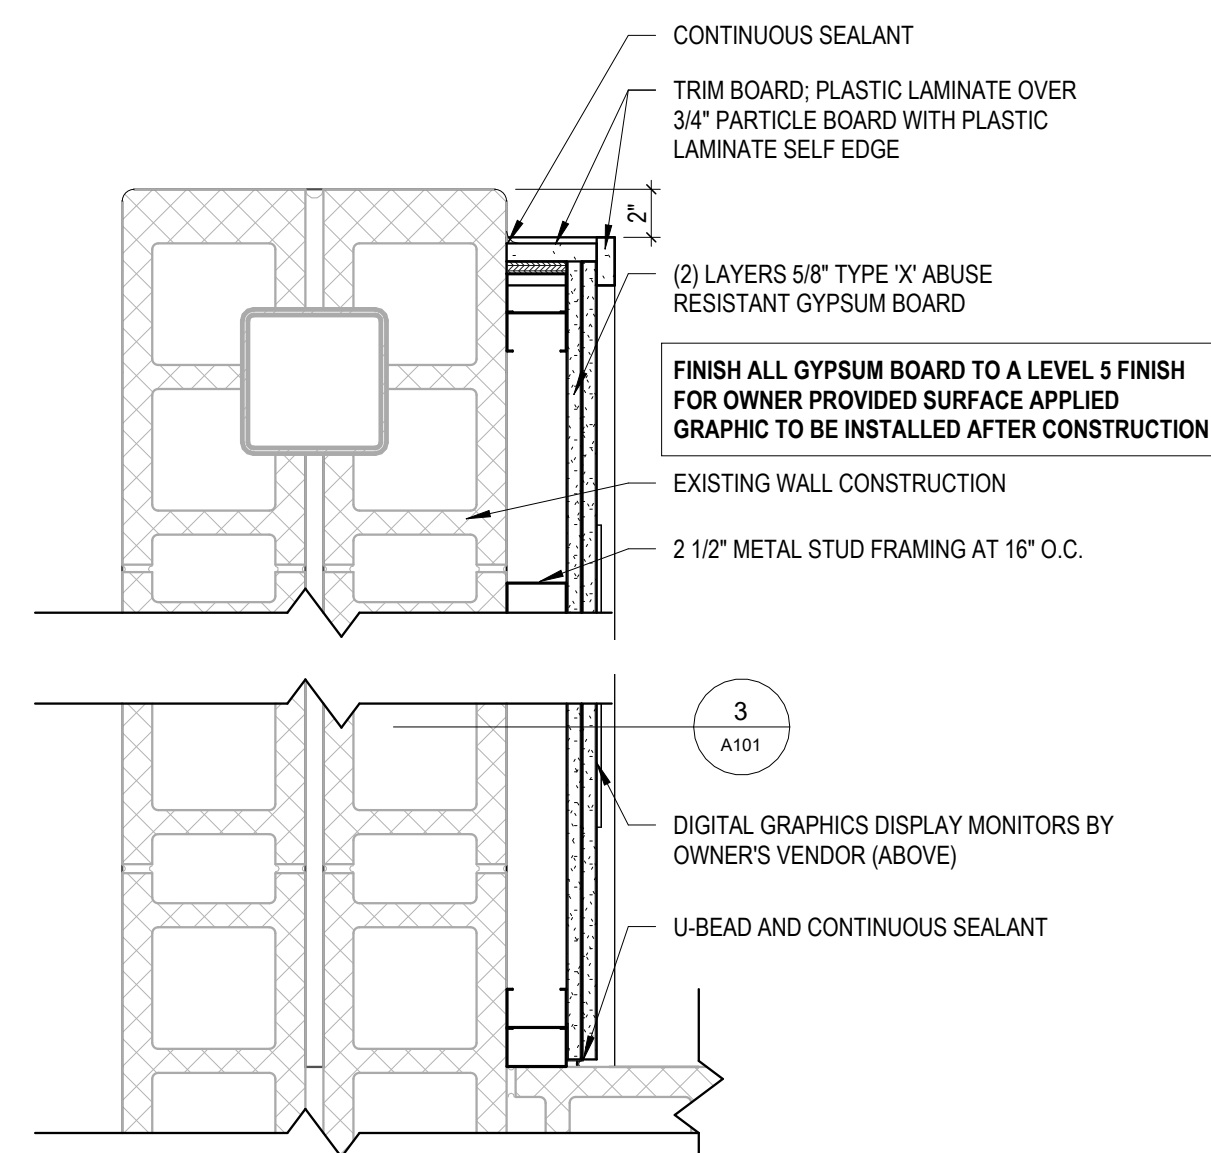 CONTINUOUS SEALANT
TRIM BOARD; PLASTIC LAMINATE OVER
3/4" PARTICLE BOARD WITH PLASTIC
LAMINATE SELF EDGE
2"
(2) LAYERS 5/8" TYPE 'X' ABUSE
RESISTANT GYPSUM BOARD
FINISH ALL GYPSUM BOARD TO A LEVEL 5 FINISH
FOR OWNER PROVIDED SURFACE APPLIED
GRAPHIC TO BE INSTALLED AFTER CONSTRUCTION
EXISTING WALL CONSTRUCTION
2 1/2" METAL STUD FRAMING AT 16" O.C.
3
A101
DIGITAL GRAPHICS DISPLAY MONITORS BY
OWNER'S VENDOR (ABOVE)
U-BEAD AND CONTINUOUS SEALANT